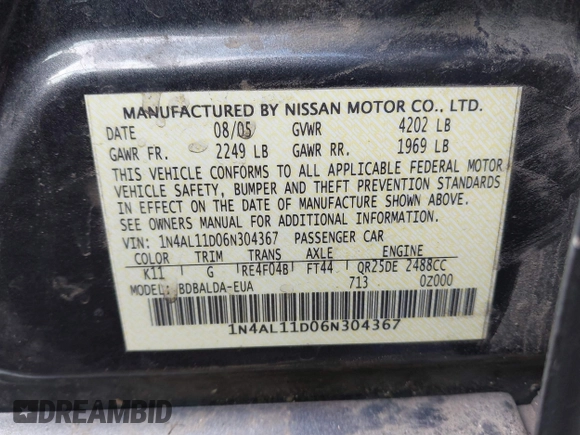 MANUFACTURED BY NISSAN MOTOR CO., LTD.
DATE 08/05 GVWR 4202 LB
GAWR FR. 2249 LB GAWR RR. 1969 LB
THIS VEHICLE CONFORMS TO ALL APPLICABLE FEDERAL MOTOR
VEHICLE SAFETY, BUMPER AND THEFT PREVENTION STANDARDS
IN EFFECT ON THE DATE OF MANUFACTURE SHOWN ABOVE.
SEE OWNERS MANUAL FOR ADDITIONAL INFORMATION.
VIN: 1N4AL11D06N304367 PASSENGER CAR
COLOR TRIM TRANS AXLE ENGINE
K11 G RE4F04B FT44 QR25DE 2488CC
MODEL: BDBALDA-EUA 713 0Z000
1N4AL11D06N304367
DREAMBID